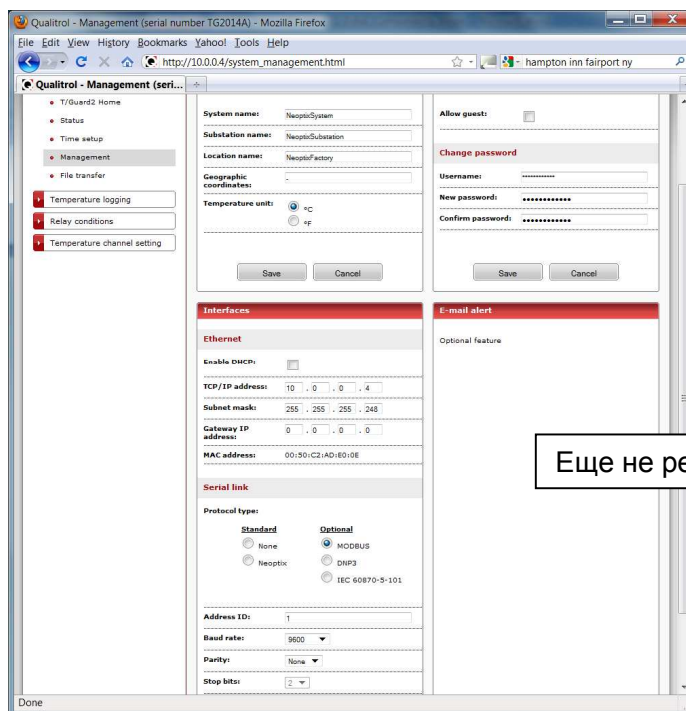 Qualitrol - Management (serial number TG2014A) - Mozilla Firefox
File Edit View History Bookmarks Yahoo! Tools Help
http://10.0.0.4/system_management.html
hampton inn fairport ny
Qualitrol - Management (seri...
T/Guard2 Home
Status
Time setup
Management
File transfer
Temperature logging
Relay conditions
Temperature channel setting
System name: NeoptixSystem
Substation name: NeoptixSubstation
Location name: NeoptixFactory
Geographic coordinates: -
Temperature unit: °C
°F
Save Cancel
Allow guest:
Change password
Username: ••••••••••••
New password: ••••••••••••
Confirm password: ••••••••••••
Save Cancel
Interfaces
Ethernet
Enable DHCP:
TCP/IP address: 10 . 0 . 0 . 4
Subnet mask: 255 . 255 . 255 . 248
Gateway IP address: 0 . 0 . 0 . 0
MAC address: 00:50:C2:AD:E0:0E
Serial link
Protocol type:
Standard Optional
None MODBUS
Neoptix DNP3
IEC 60870-5-101
Address ID: 1
Baud rate: 9600
Parity: None
Stop bits: 2
E-mail alert
Optional feature
Еще не ре
Done